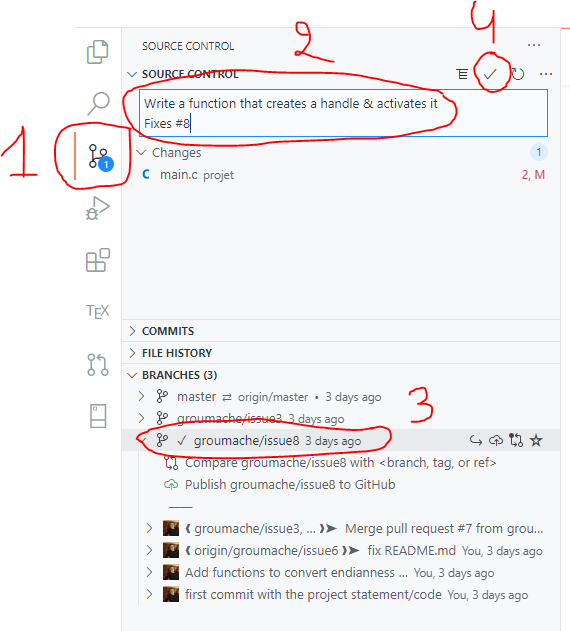 4
SOURCE CONTROL ...
2
SOURCE CONTROL ...
Write a function that creates a handle & activates it
Fixes #8
1
1
Changes 1
C main.c projet 2, M
TEX
COMMITS
FILE HISTORY
BRANCHES (3)
master ⇄ origin/master • 3 days ago
groumache/issue3 3 days ago
3
✓ groumache/issue8 3 days ago
Compare groumache/issue8 with <branch, tag, or ref>
Publish groumache/issue8 to GitHub
groumache/issue3, ... Merge pull request #7 from grou...
origin/groumache/issue6 fix README.md You, 3 days ago
Add functions to convert endianness ... You, 3 days ago
first commit with the project statement/code You, 3 days ago